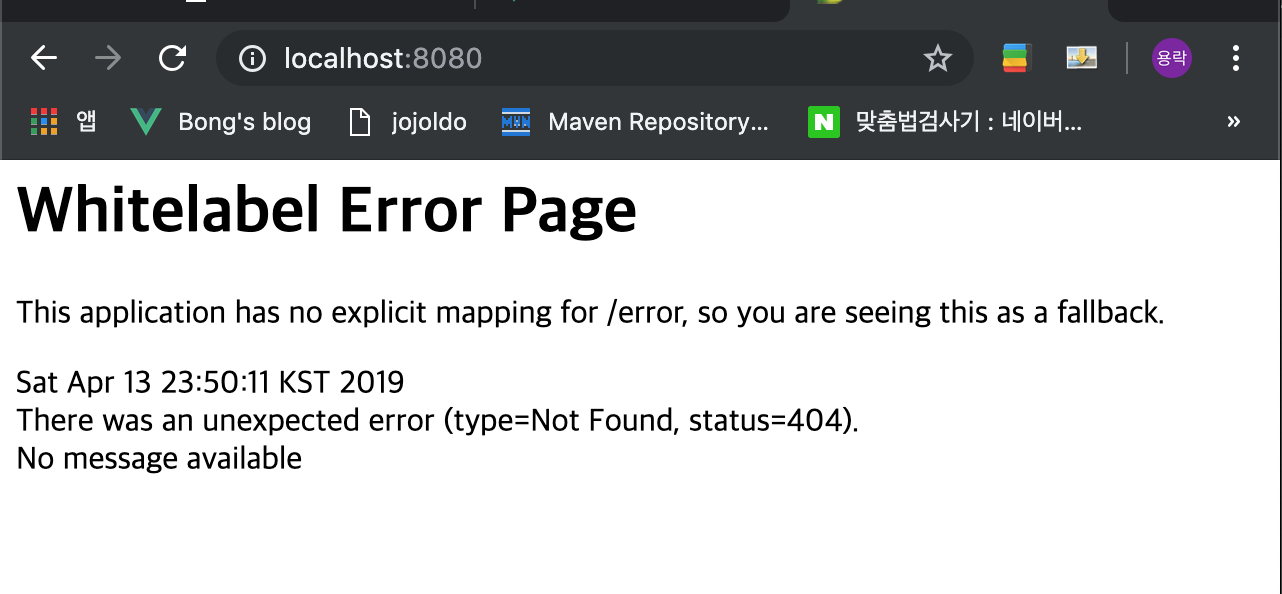 localhost:8080
용락
앱
Bong's blog
jojoldo
MVN
Maven Repository...
N
맞춤법검사기 : 네이버...
»
Whitelabel Error Page
This application has no explicit mapping for /error, so you are seeing this as a fallback.
Sat Apr 13 23:50:11 KST 2019
There was an unexpected error (type=Not Found, status=404).
No message available